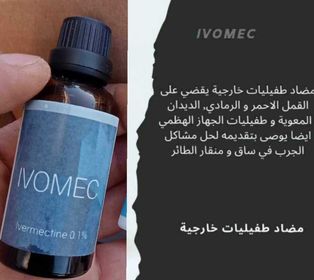 IVOMEC
Ivermectine 0.1%
IVOMEC
مضاد طفيليات خارجية يقضي على
القمل الاحمر و الرمادي, الديدان
المعوية و طفيليات الجهاز الهظمي
ايضا يوصى بتقديمه لحل مشاكل
الجرب في ساق و منقار الطائر
مضاد طفيليات خارجية